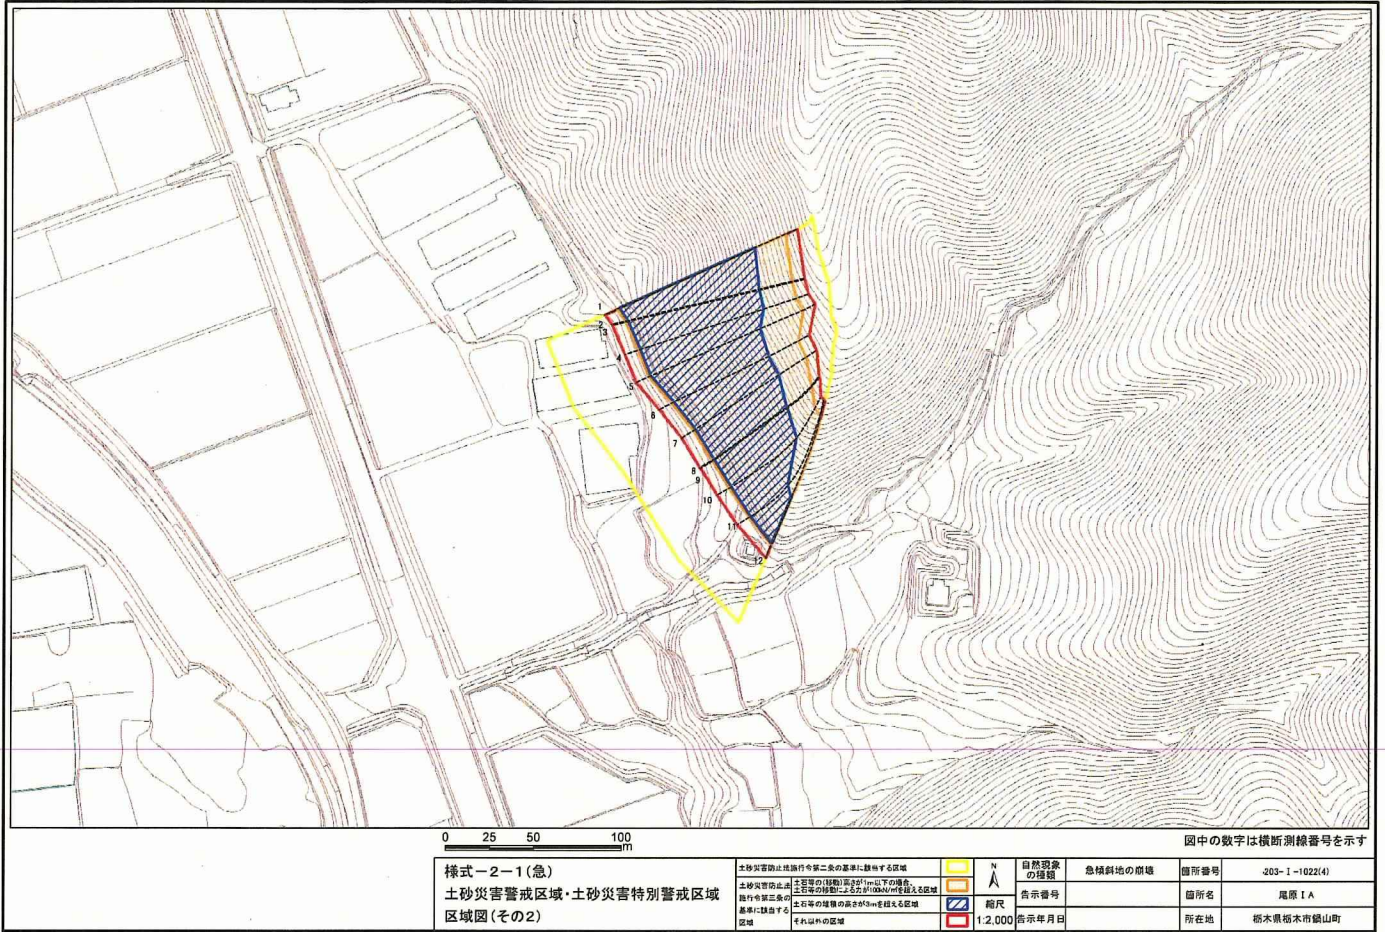 1
2
3
4
5
6
7
8
9
10
11
12
0 25 50 100
m
図中の数字は横断測線番号を示す
様式-2-1(急)
土砂災害警戒区域・土砂災害特別警戒区域
区域図(その2)
土砂災害防止法施行令第二条の基準に該当する区域
土砂災害防止法
施行令第三条の
基準に該当する
区域
土石等の(移動)高さが1m以下の場合、
土石等の移動による力が100kN/㎡を超える区域
土石等の堆積の高さが3mを超える区域
それ以外の区域
N
縮尺
1:2,000
自然現象
の種類
急傾斜地の崩壊
箇所番号
203-Ⅰ-1022(4)
告示番号
箇所名
尾原ⅠA
告示年月日
所在地
栃木県栃木市鍋山町